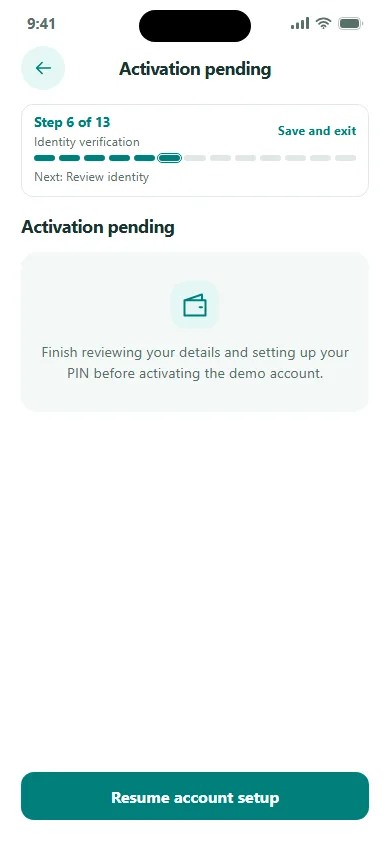 9:41
Activation pending
Step 6 of 13
Save and exit
Identity verification
Next: Review identity
Activation pending
Finish reviewing your details and setting up your
PIN before activating the demo account.
Resume account setup